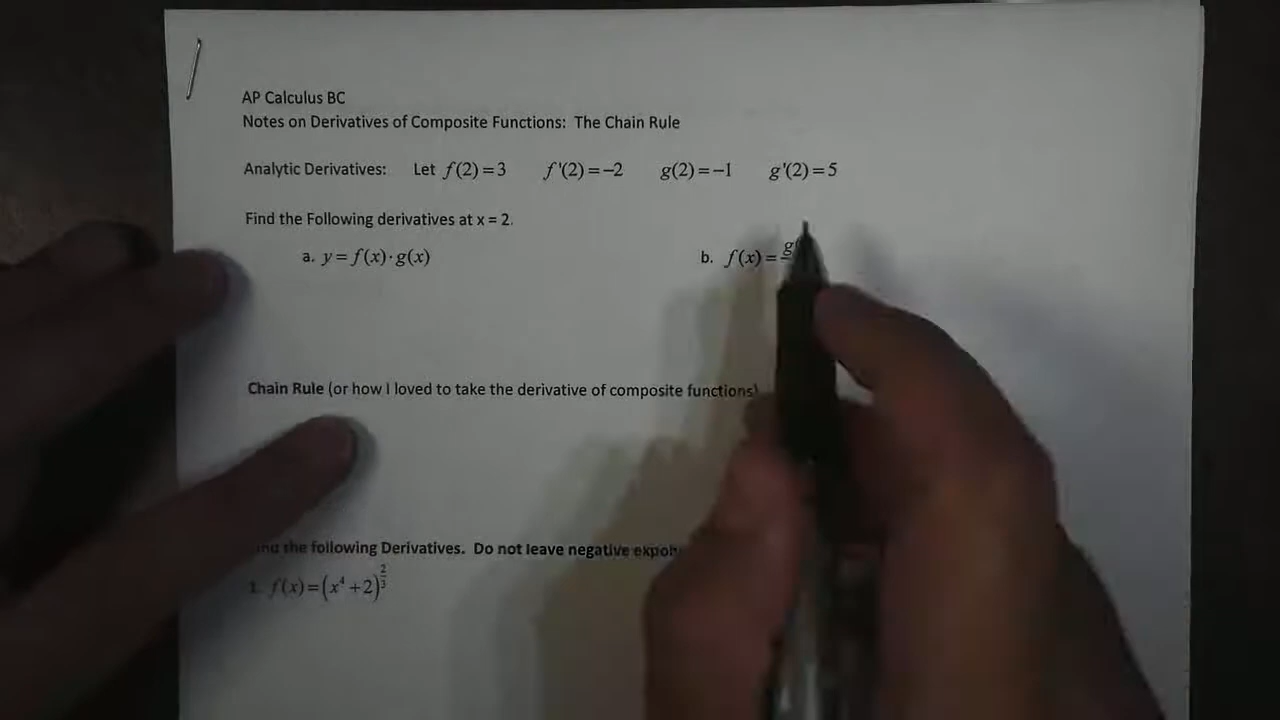 AP Calculus BC
Notes on Derivatives of Composite Functions: The Chain Rule
Analytic Derivatives: Let f(2)=3 f'(2)=−2 g(2)=−1 g'(2)=5
Find the Following derivatives at x = 2.
a. y=f(x)·g(x) b. f(x)=
Chain Rule (or how I loved to take the derivative of composite functions)
the following Derivatives. Do not leave negative
1. f(x)=(x⁴+2)^(2/3)